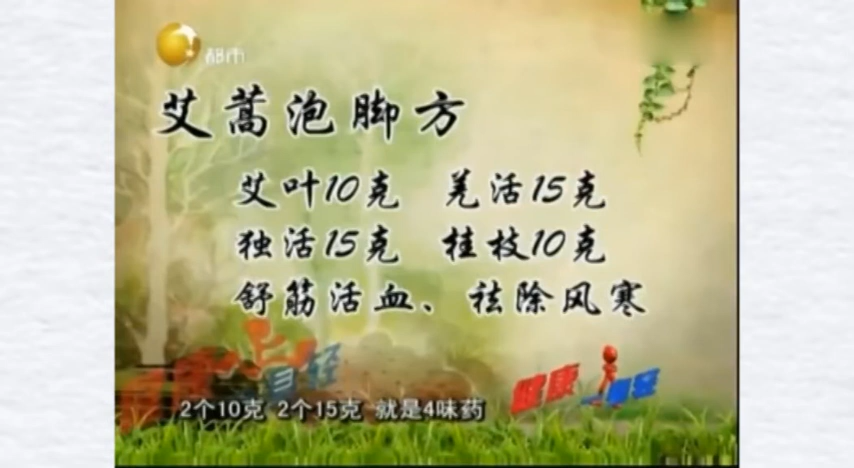 都市
艾蒿泡脚方
艾叶10克 羌活15克
独活15克 桂枝10克
舒筋活血、祛除风寒
健康
2个10克 2个15克 就是4味药